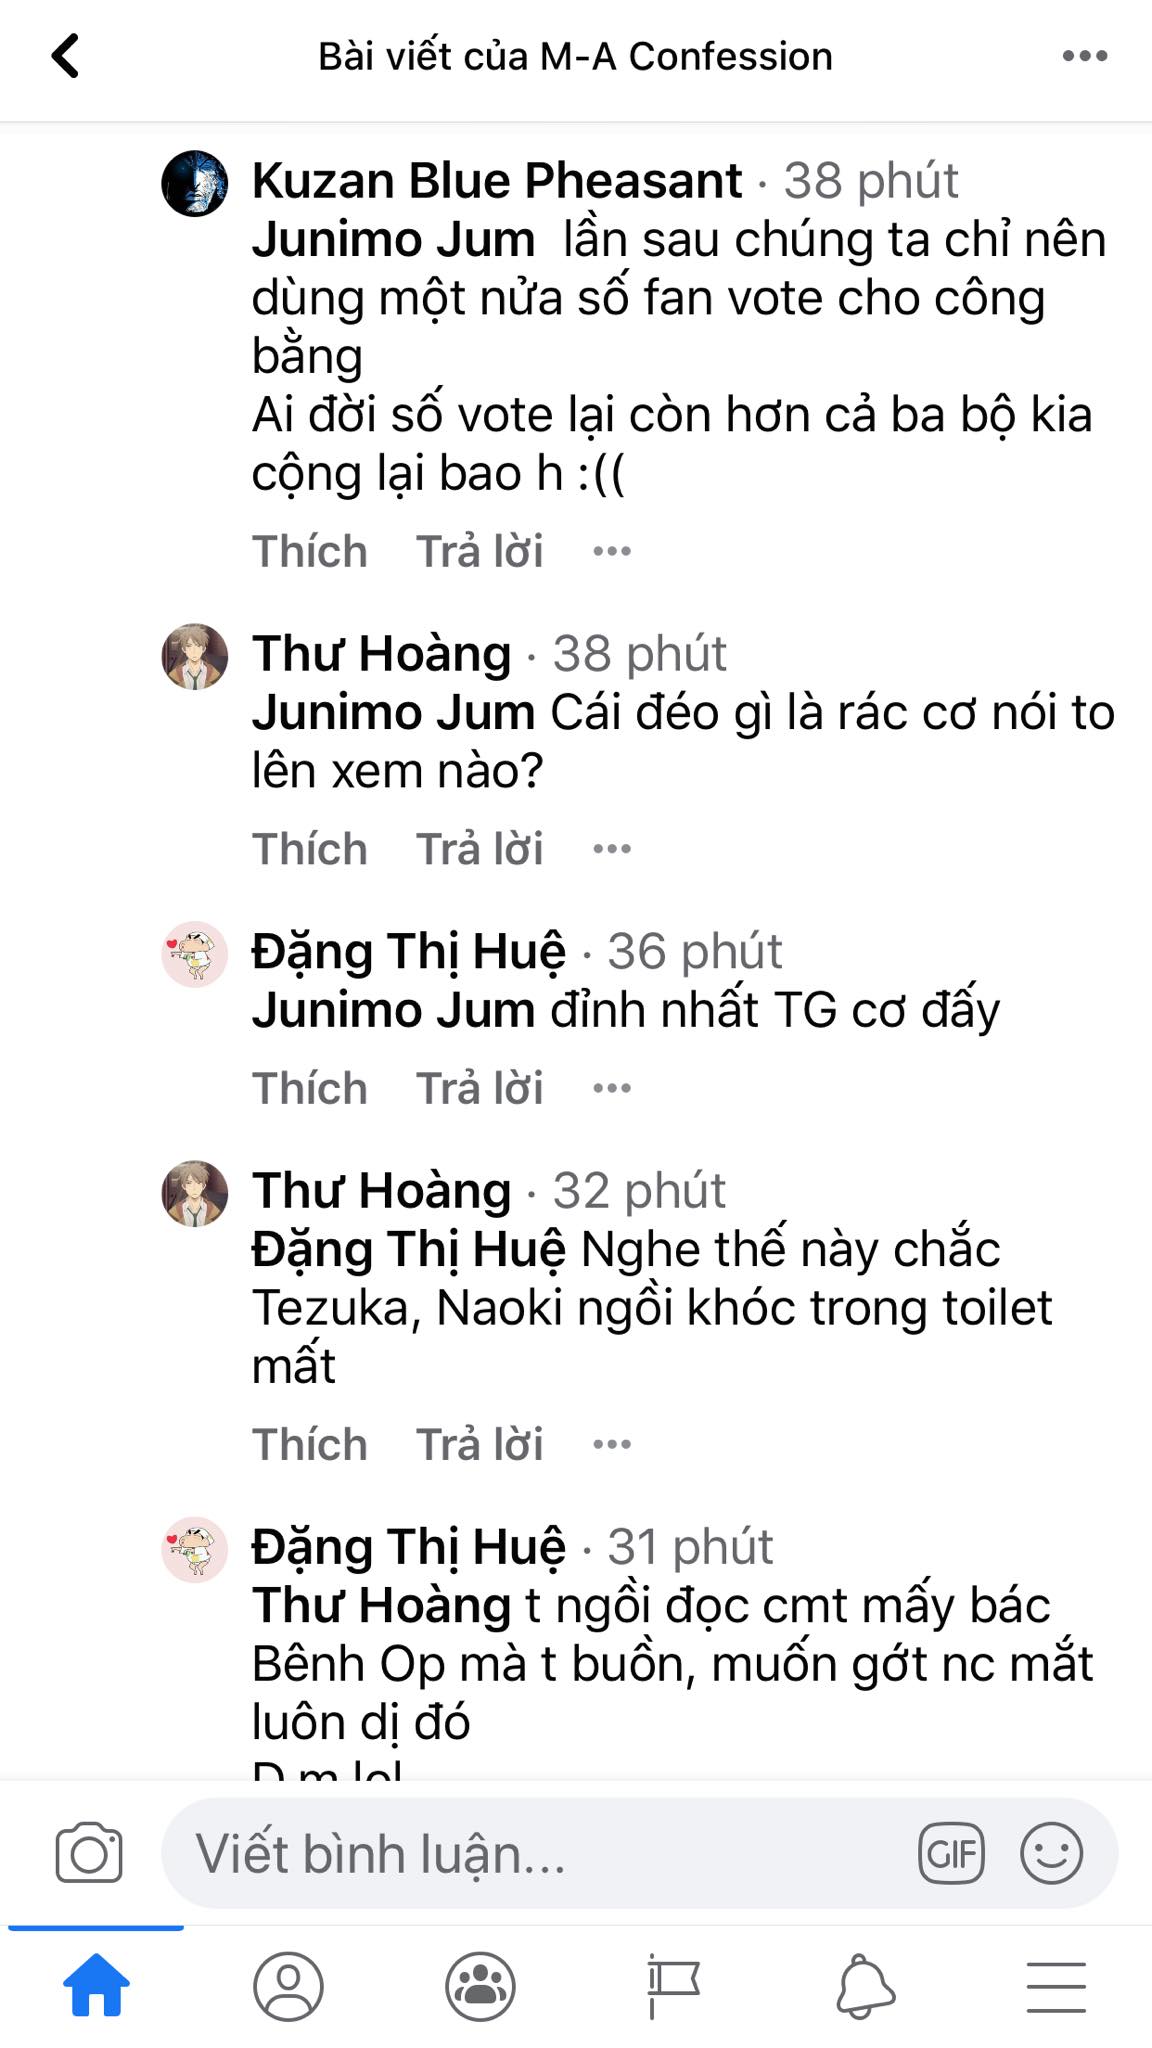 Bài viết của M-A Confession
Kuzan Blue Pheasant · 38 phút
Junimo Jum lần sau chúng ta chỉ nên
dùng một nửa số fan vote cho công
bằng
Ai đời số vote lại còn hơn cả ba bộ kia
cộng lại bao h :((
Thích Trả lời
Thư Hoàng · 38 phút
Junimo Jum Cái đéo gì là rác cơ nói to
lên xem nào?
Thích Trả lời
Đặng Thị Huệ · 36 phút
Junimo Jum đỉnh nhất TG cơ đấy
Thích Trả lời
Thư Hoàng · 32 phút
Đặng Thị Huệ Nghe thế này chắc
Tezuka, Naoki ngồi khóc trong toilet
mất
Thích Trả lời
Đặng Thị Huệ · 31 phút
Thư Hoàng t ngồi đọc cmt mấy bác
Bênh Op mà t buồn, muốn gớt nc mắt
luôn dị đó
D m lol
Viết bình luận...
GIF